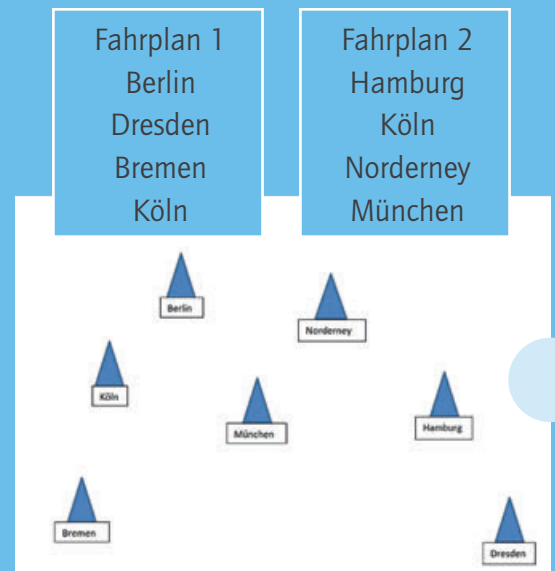 Fahrplan 1
Berlin
Dresden
Bremen
Köln
Fahrplan 2
Hamburg
Köln
Norderney
München
Berlin
Norderney
Köln
München
Hamburg
Bremen
Dresden